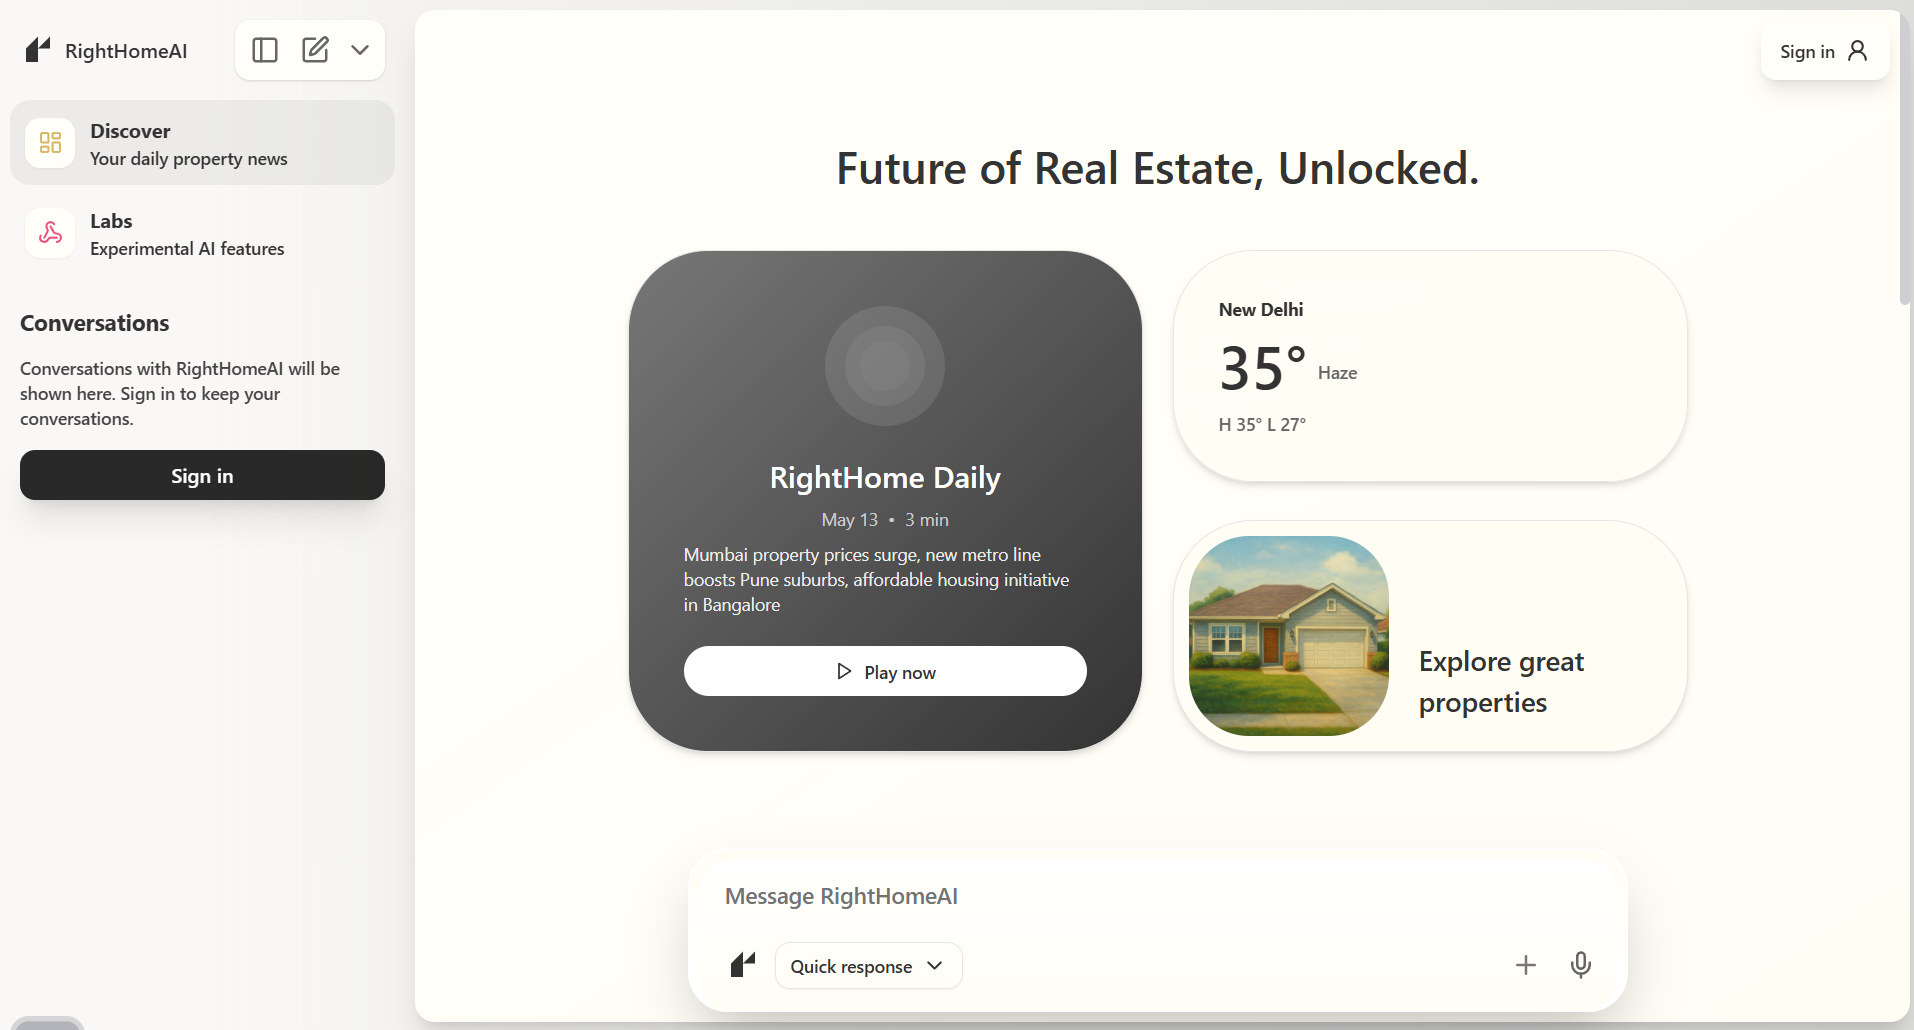 RightHomeAI
Discover
Your daily property news
Labs
Experimental AI features
Conversations
Conversations with RightHomeAI will be
shown here. Sign in to keep your
conversations.
Sign in
Sign in
Future of Real Estate, Unlocked.
RightHome Daily
May 13 • 3 min
Mumbai property prices surge, new metro line
boosts Pune suburbs, affordable housing initiative
in Bangalore
Play now
New Delhi
35° Haze
H 35° L 27°
Explore great
properties
Message RightHomeAI
Quick response